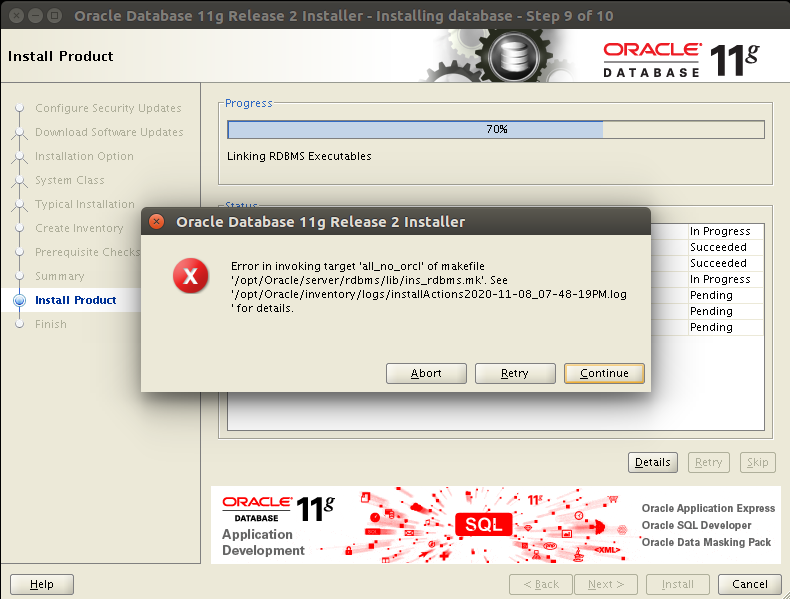 Oracle Database 11g Release 2 Installer - Installing database - Step 9 of 10
Install Product
ORACLE
DATABASE
11g
Configure Security Updates
Download Software Updates
Installation Option
System Class
Typical Installation
Create Inventory
Prerequisite Checks
Summary
Install Product
Finish
Progress
70%
Linking RDBMS Executables
Status
In Progress
Succeeded
Succeeded
In Progress
Pending
Pending
Pending
Oracle Database 11g Release 2 Installer
Error in invoking target 'all_no_orcl' of makefile
'/opt/Oracle/server/rdbms/lib/ins_rdbms.mk'. See
'/opt/Oracle/inventory/logs/installActions2020-11-08_07-48-19PM.log
' for details.
Abort
Retry
Continue
Details
Retry
Skip
ORACLE
DATABASE
11g
Application
Development
11g
SQL
<XML>
Oracle Application Express
Oracle SQL Developer
Oracle Data Masking Pack
Help
< Back
Next >
Install
Cancel